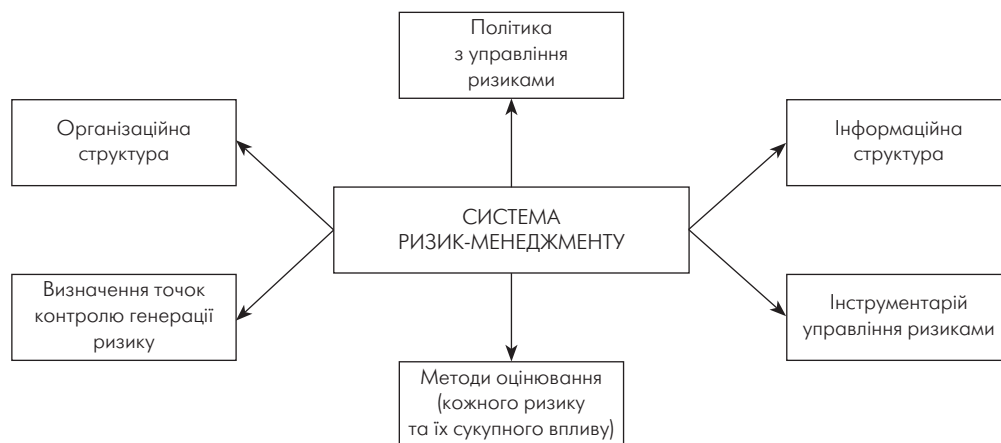 Політика
з управління
ризиками
Організаційна
структура
Інформаційна
структура
СИСТЕМА
РИЗИК-МЕНЕДЖМЕНТУ
Визначення точок
контролю генерації
ризику
Інструментарій
управління ризиками
Методи оцінювання
(кожного ризику
та їх сукупного впливу)